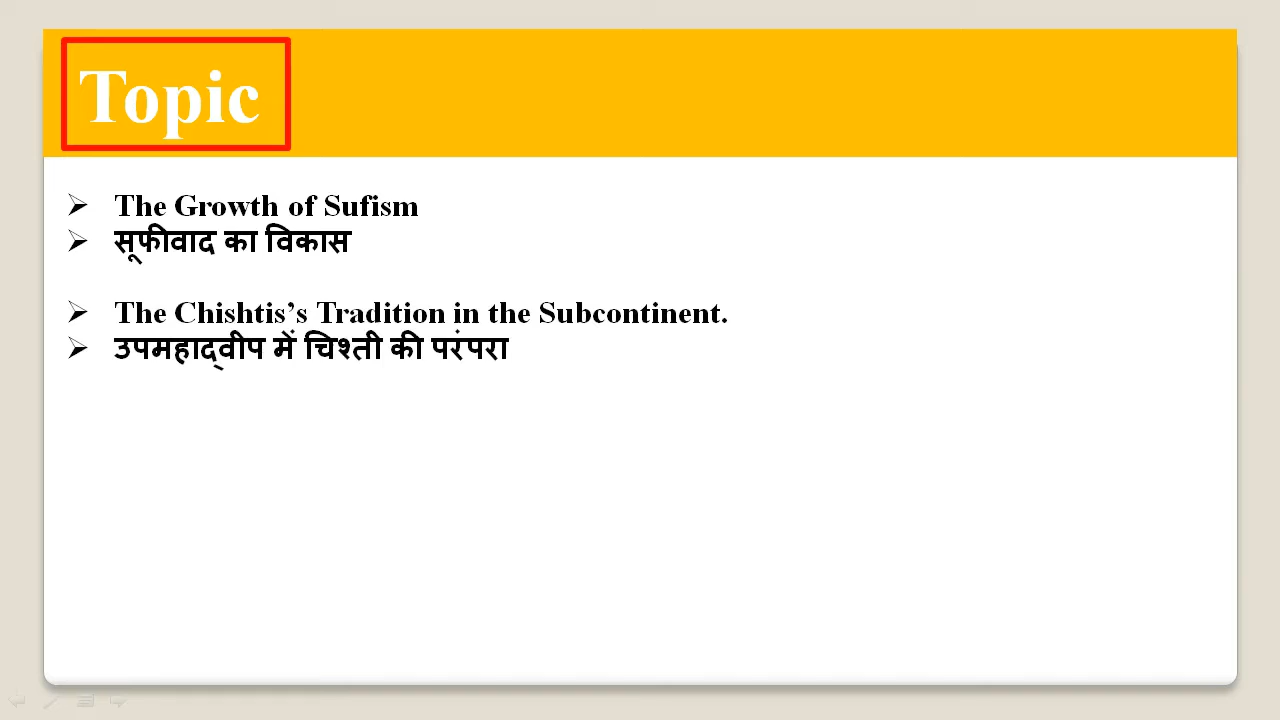 Topic
➢ The Growth of Sufism
➢ सूफीवाद का विकास
➢ The Chishtis’s Tradition in the Subcontinent.
➢ उपमहाद्वीप में चिश्ती की परंपरा